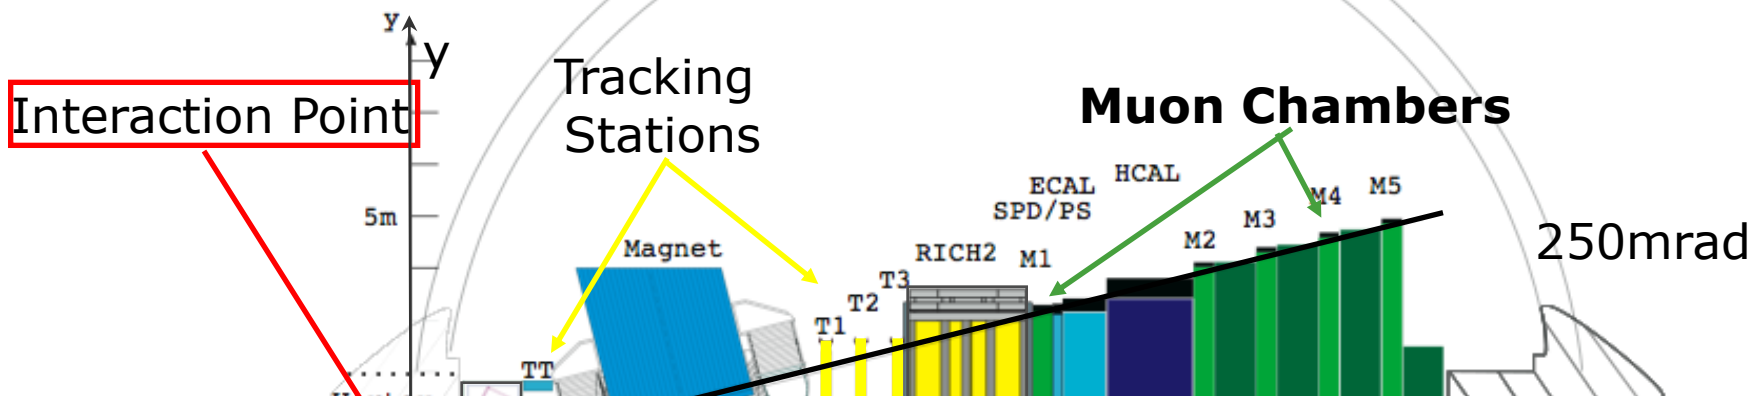 y
y
Interaction Point
Tracking
Stations
Muon Chambers
ECAL
HCAL
SPD/PS
M4
M5
5m
M3
M2
250mrad
Magnet
RICH2
M1
T3
T2
T1
TT